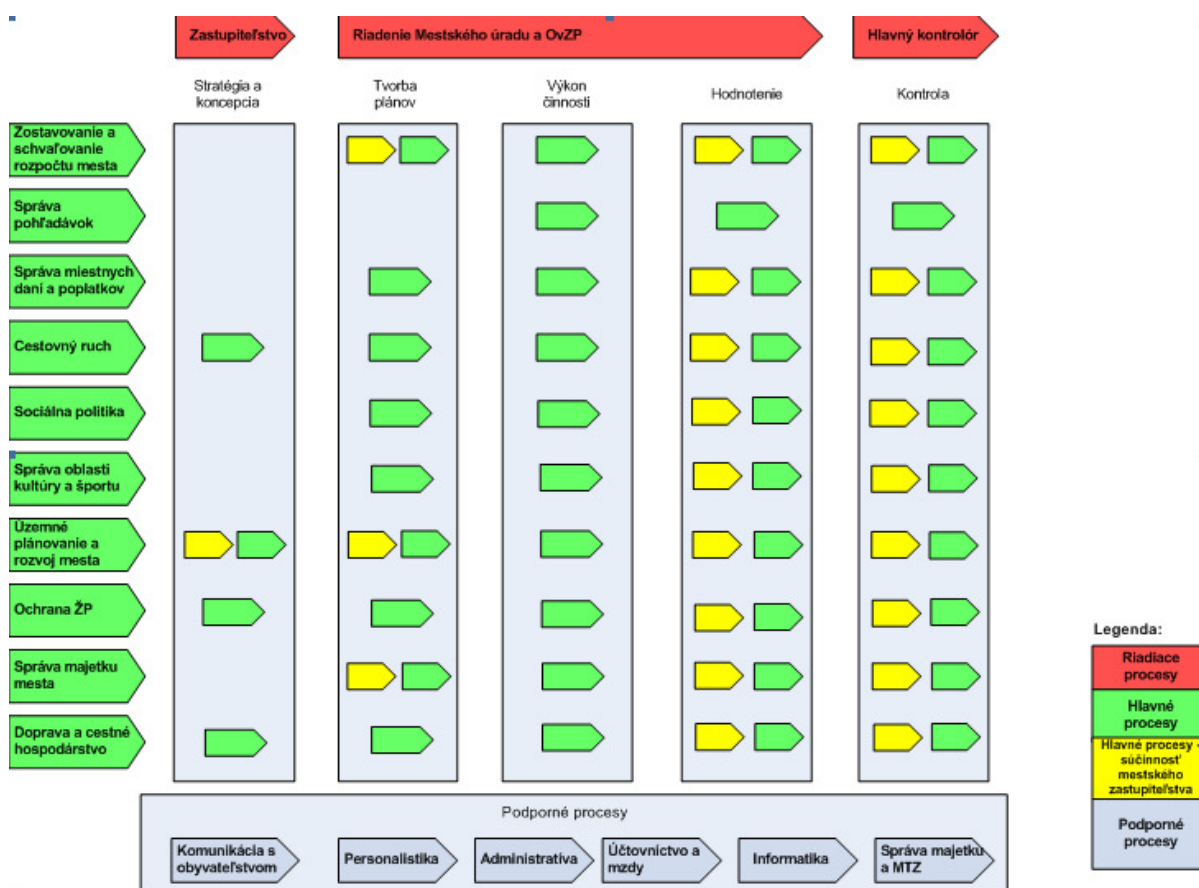 Zastupiteľstvo
Riadenie Mestského úradu a OvZP
Hlavný kontrolór
Stratégia a
koncepcia
Tvorba
plánov
Výkon
činnosti
Hodnotenie
Kontrola
Zostavovanie a
schvaľovanie
rozpočtu mesta
Správa
pohľadávok
Správa miestnych
daní a poplatkov
Cestovný ruch
Sociálna politika
Správa oblasti
kultúry a športu
Územné
plánovanie a
rozvoj mesta
Ochrana ŽP
Správa majetku
mesta
Doprava a cestné
hospodárstvo
Legenda:
Riadiace
procesy
Hlavné
procesy
Hlavné procesy -
súčinnosť
mestského
zastupiteľstva
Podporné
procesy
Podporné procesy
Komunikácia s
obyvateľstvom
Personalistika
Administratíva
Účtovníctvo a
mzdy
Informatika
Správa majetku
a MTZ